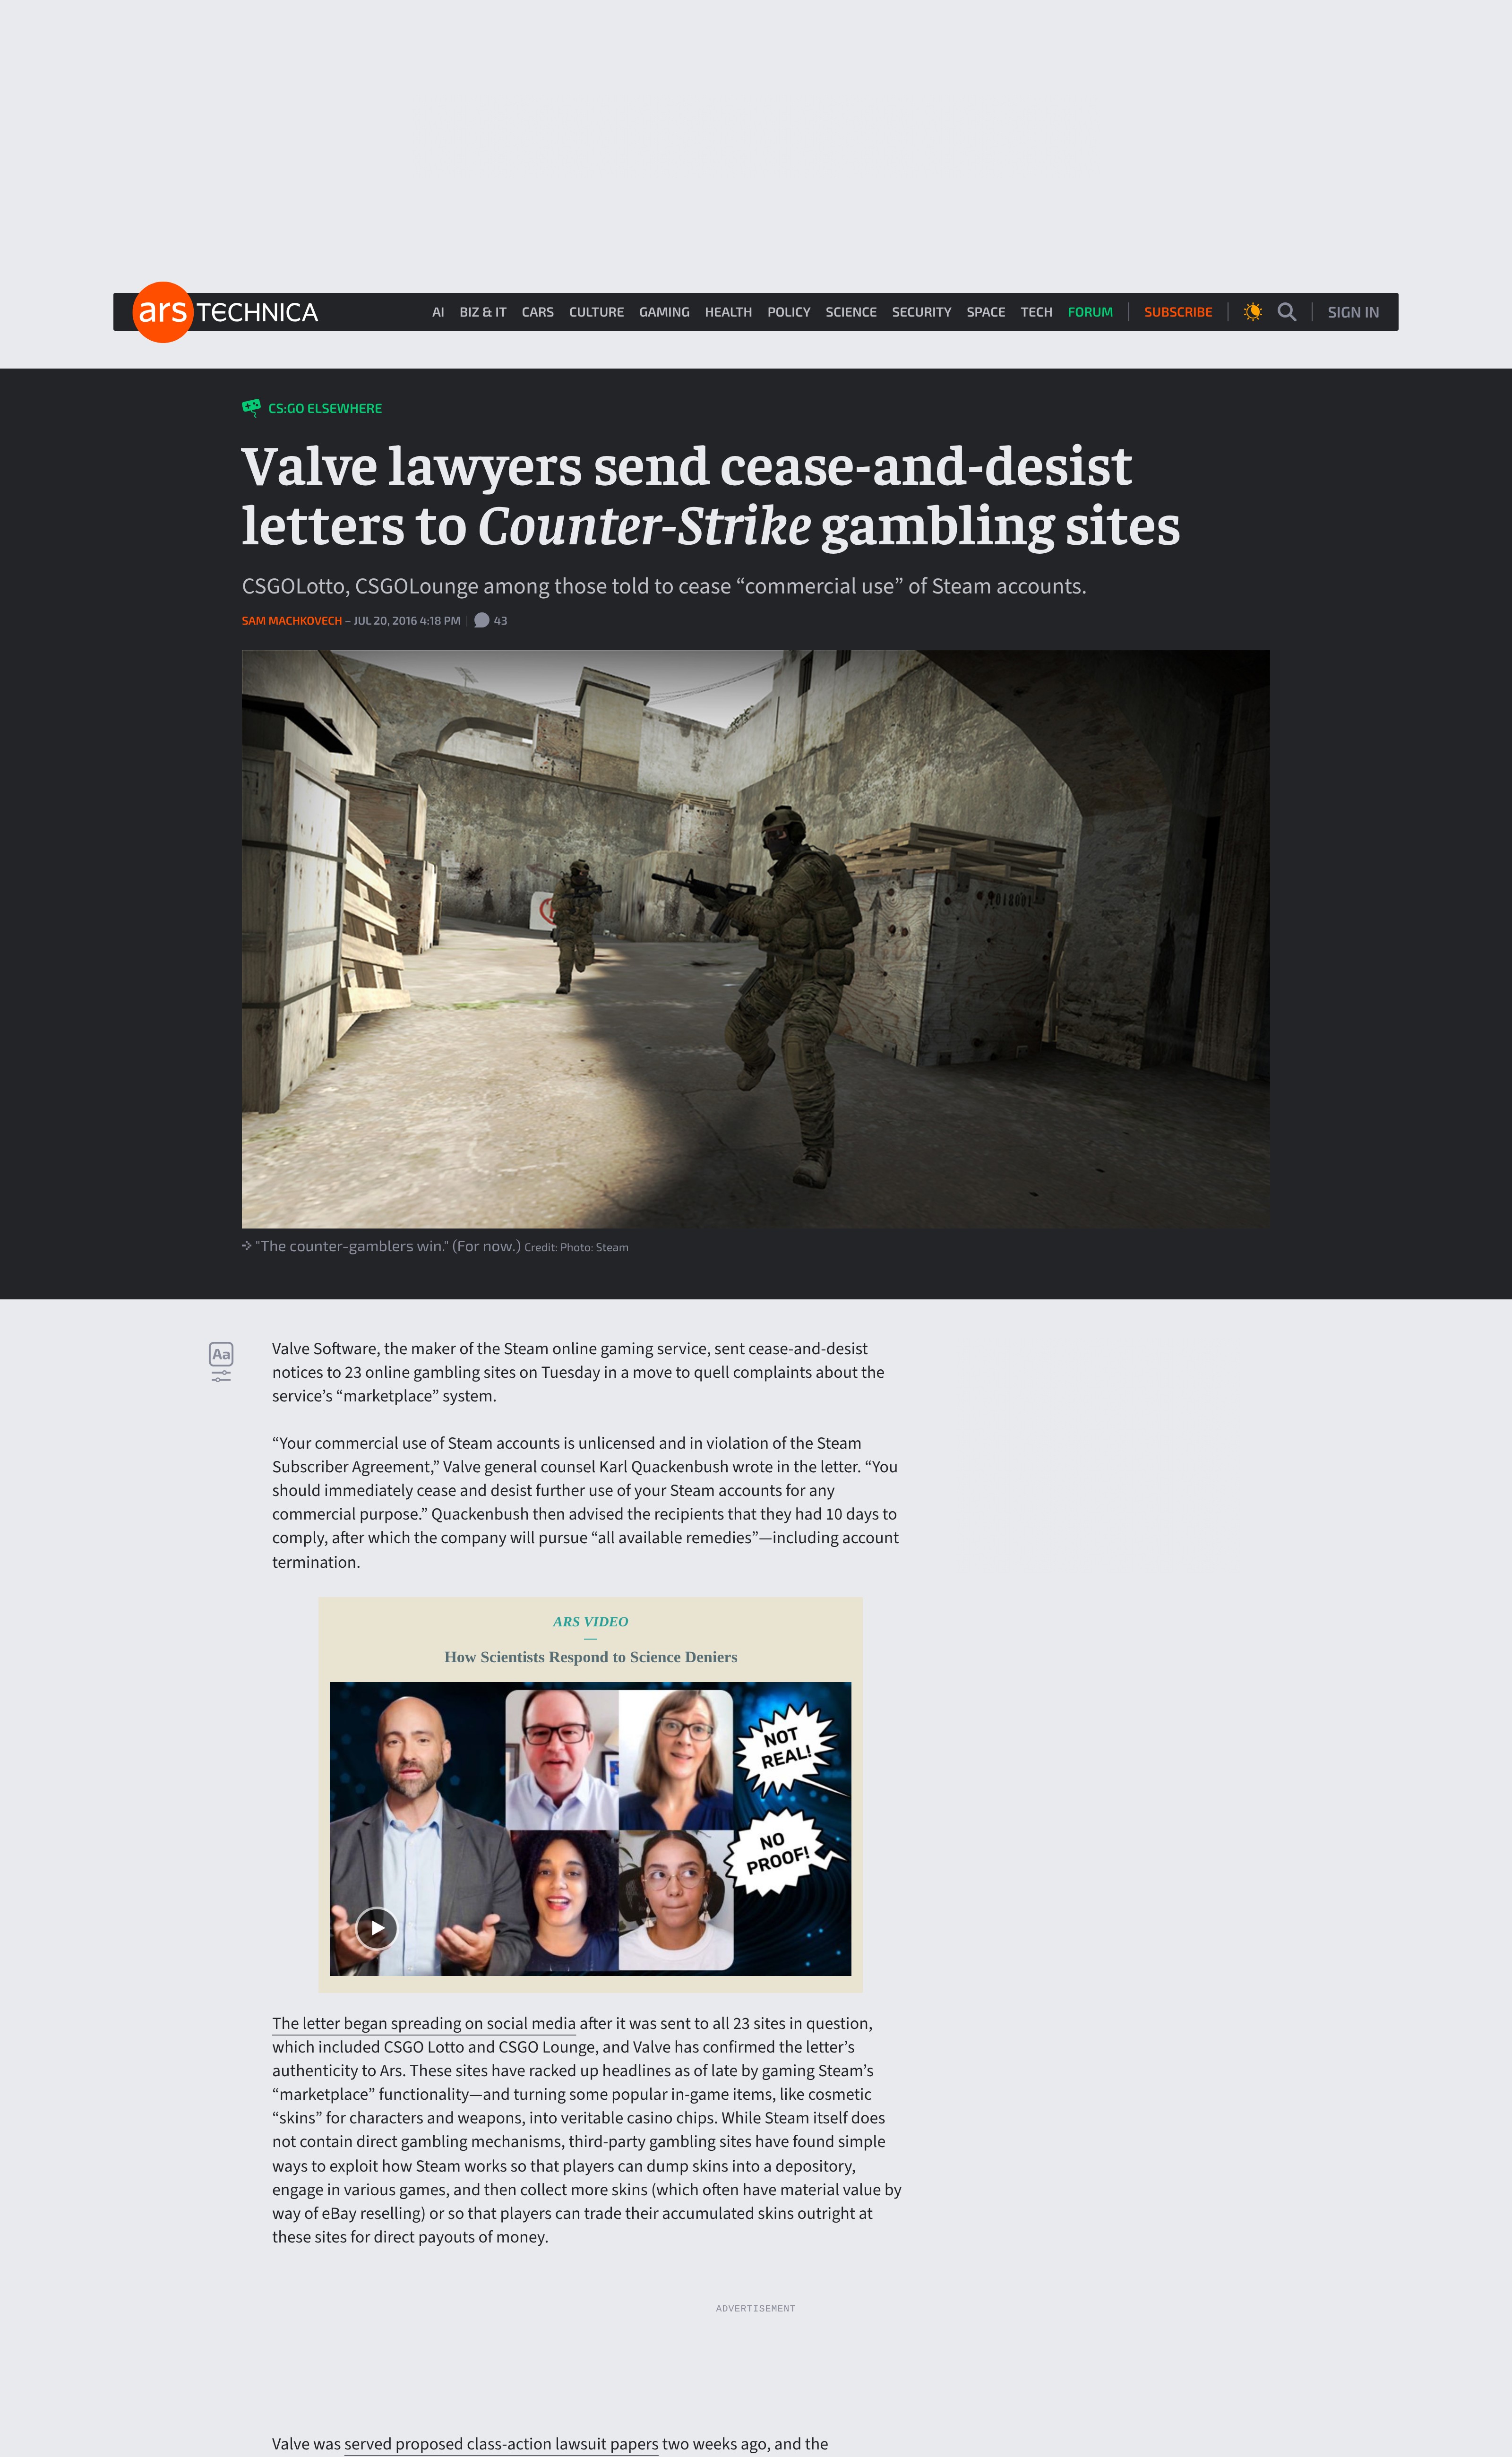 ars TECHNICA
AI BIZ & IT CARS CULTURE GAMING HEALTH POLICY SCIENCE SECURITY SPACE TECH FORUM SUBSCRIBE SIGN IN
CS:GO ELSEWHERE
Valve lawyers send cease-and-desist
letters to Counter-Strike gambling sites
CSGOLotto, CSGOLounge among those told to cease “commercial use” of Steam accounts.
SAM MACHKOVECH – JUL 20, 2016 4:18 PM | 43
"The counter-gamblers win." (For now.) Credit: Photo: Steam
Aa
Valve Software, the maker of the Steam online gaming service, sent cease-and-desist
notices to 23 online gambling sites on Tuesday in a move to quell complaints about the
service’s “marketplace” system.
“Your commercial use of Steam accounts is unlicensed and in violation of the Steam
Subscriber Agreement,” Valve general counsel Karl Quackenbush wrote in the letter. “You
should immediately cease and desist further use of your Steam accounts for any
commercial purpose.” Quackenbush then advised the recipients that they had 10 days to
comply, after which the company will pursue “all available remedies”—including account
termination.
ARS VIDEO
How Scientists Respond to Science Deniers
NOT
REAL!
NO
PROOF!
The letter began spreading on social media after it was sent to all 23 sites in question,
which included CSGO Lotto and CSGO Lounge, and Valve has confirmed the letter’s
authenticity to Ars. These sites have racked up headlines as of late by gaming Steam’s
“marketplace” functionality—and turning some popular in-game items, like cosmetic
“skins” for characters and weapons, into veritable casino chips. While Steam itself does
not contain direct gambling mechanisms, third-party gambling sites have found simple
ways to exploit how Steam works so that players can dump skins into a depository,
engage in various games, and then collect more skins (which often have material value by
way of eBay reselling) or so that players can trade their accumulated skins outright at
these sites for direct payouts of money.
ADVERTISEMENT
Valve was served proposed class-action lawsuit papers two weeks ago, and the